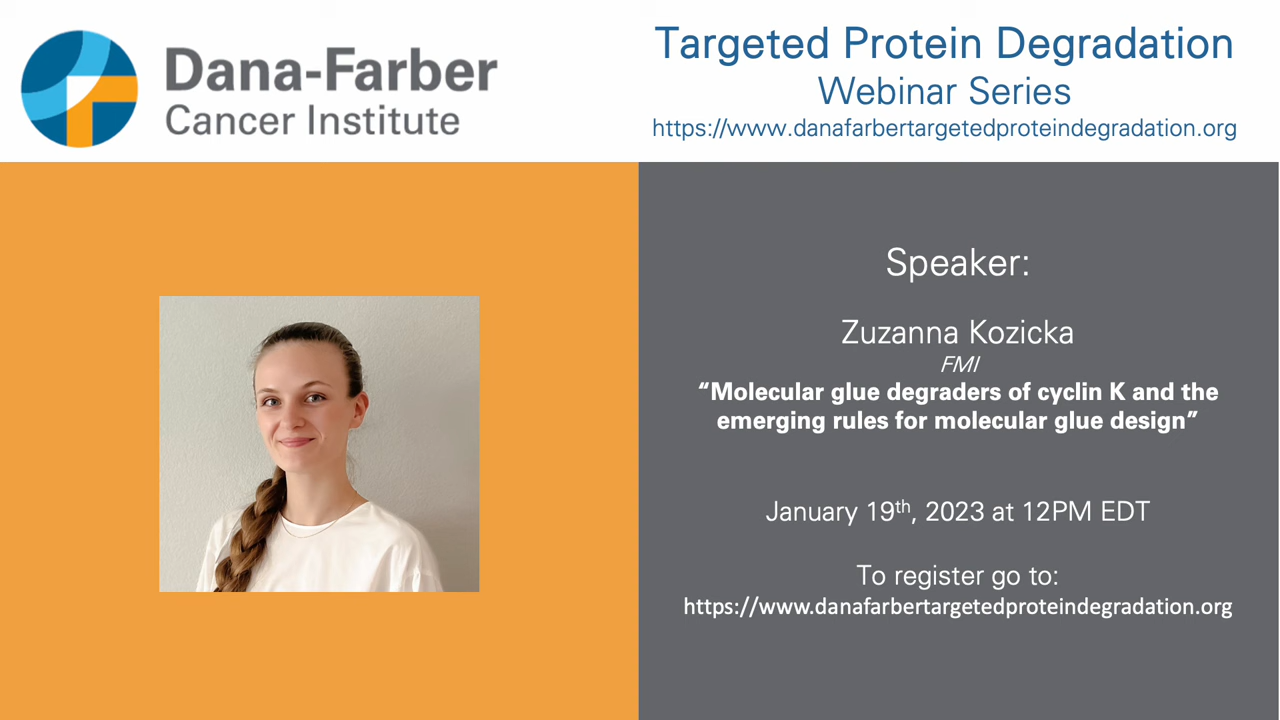 Dana-Farber
Cancer Institute
Targeted Protein Degradation
Webinar Series
https://www.danafarbertargetedproteindegradation.org
Speaker:
Zuzanna Kozicka
FMI
“Molecular glue degraders of cyclin K and the
emerging rules for molecular glue design”
January 19th, 2023 at 12PM EDT
To register go to:
https://www.danafarbertargetedproteindegradation.org